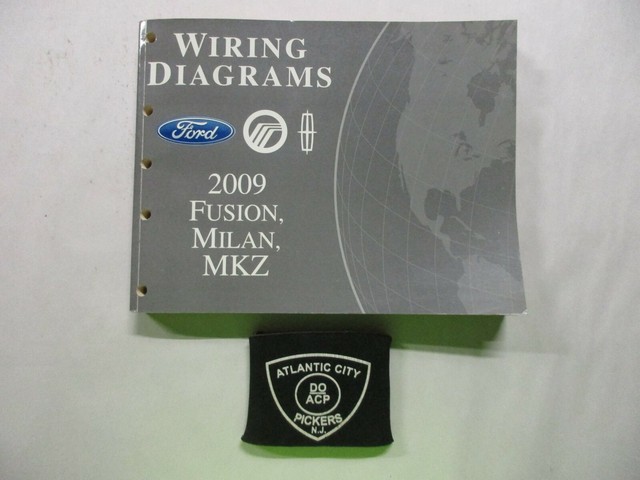 WIRING
DIAGRAMS
Ford
2009
FUSION,
MILAN,
MKZ
ATLANTIC CITY
DO
ACP
PICKERS
N.J.